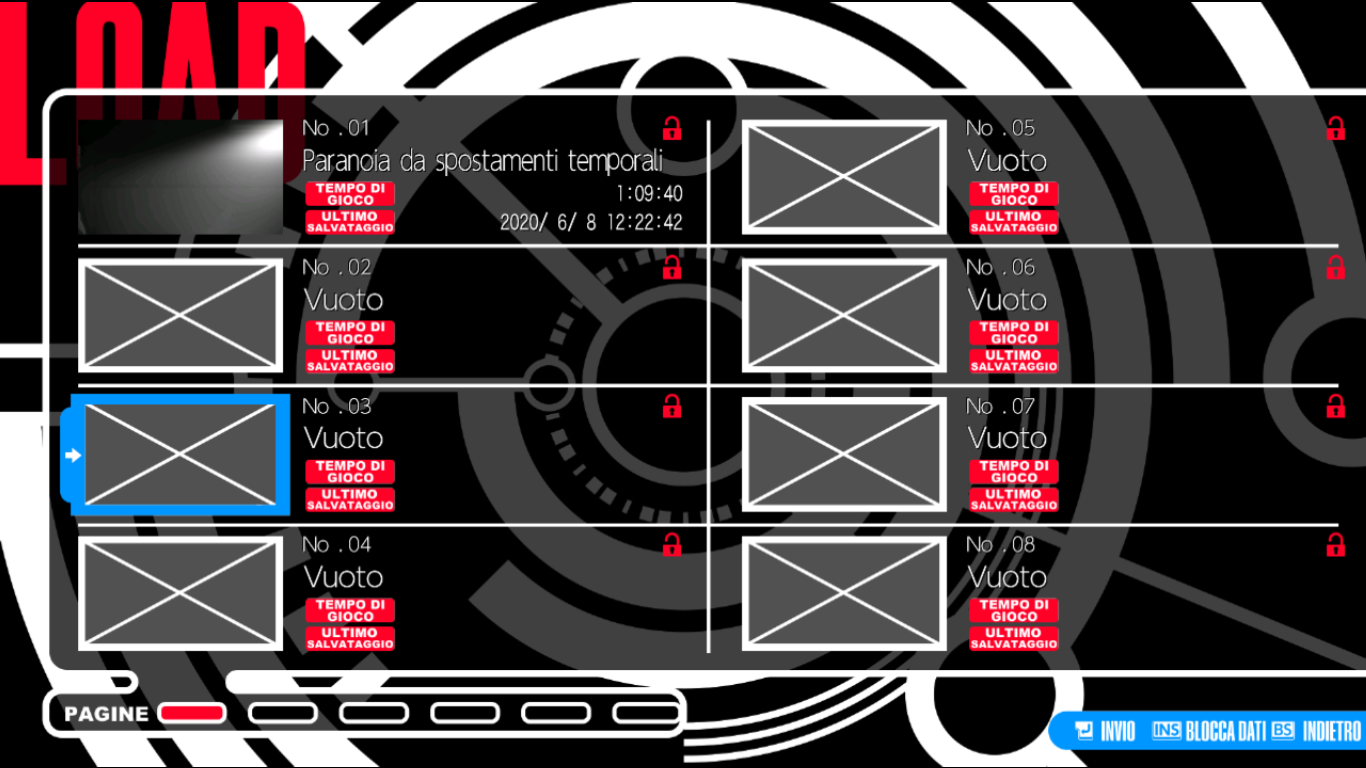 LOAD
No .01
Paranoia da spostamenti temporali
TEMPO DI
GIOCO
1:09:40
ULTIMO
SALVATAGGIO
2020/ 6/ 8 12:22:42
No .02
Vuoto
TEMPO DI
GIOCO
ULTIMO
SALVATAGGIO
No .03
Vuoto
TEMPO DI
GIOCO
ULTIMO
SALVATAGGIO
No .04
Vuoto
TEMPO DI
GIOCO
ULTIMO
SALVATAGGIO
No .05
Vuoto
TEMPO DI
GIOCO
ULTIMO
SALVATAGGIO
No .06
Vuoto
TEMPO DI
GIOCO
ULTIMO
SALVATAGGIO
No .07
Vuoto
TEMPO DI
GIOCO
ULTIMO
SALVATAGGIO
No .08
Vuoto
TEMPO DI
GIOCO
ULTIMO
SALVATAGGIO
PAGINE
INVIO INS BLOCCA DATI BS INDIETRO